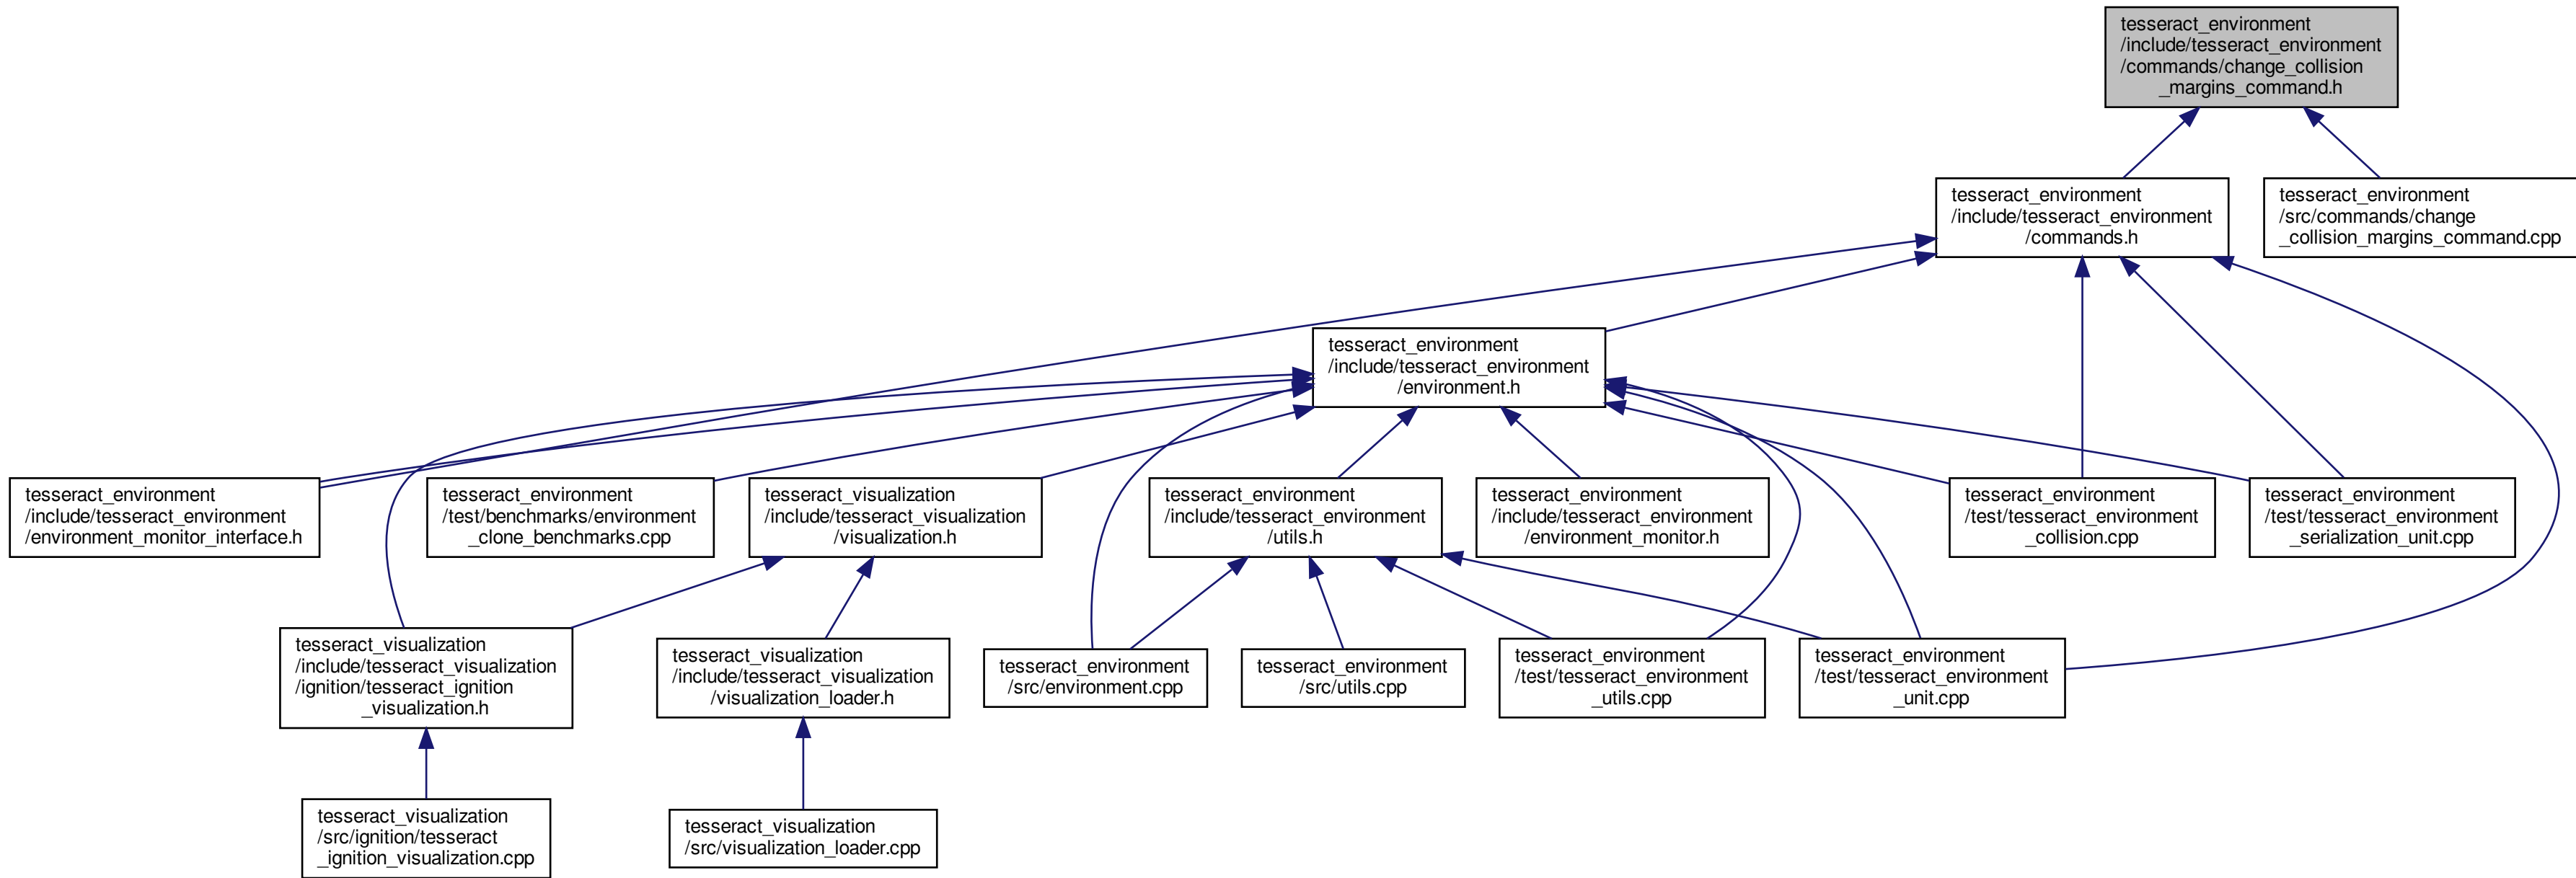 tesseract_environment
/include/tesseract_environment
/commands/change_collision
_margins_command.h
tesseract_environment
/include/tesseract_environment
/commands.h
tesseract_environment
/src/commands/change
_collision_margins_command.cpp
tesseract_environment
/include/tesseract_environment
/environment.h
tesseract_environment
/include/tesseract_environment
/environment_monitor_interface.h
tesseract_environment
/test/benchmarks/environment
_clone_benchmarks.cpp
tesseract_visualization
/include/tesseract_visualization
/visualization.h
tesseract_environment
/include/tesseract_environment
/utils.h
tesseract_environment
/include/tesseract_environment
/environment_monitor.h
tesseract_environment
/test/tesseract_environment
_collision.cpp
tesseract_environment
/test/tesseract_environment
_serialization_unit.cpp
tesseract_visualization
/include/tesseract_visualization
/ignition/tesseract_ignition
_visualization.h
tesseract_visualization
/include/tesseract_visualization
/visualization_loader.h
tesseract_environment
/src/environment.cpp
tesseract_environment
/src/utils.cpp
tesseract_environment
/test/tesseract_environment
_utils.cpp
tesseract_environment
/test/tesseract_environment
_unit.cpp
tesseract_visualization
/src/ignition/tesseract
_ignition_visualization.cpp
tesseract_visualization
/src/visualization_loader.cpp